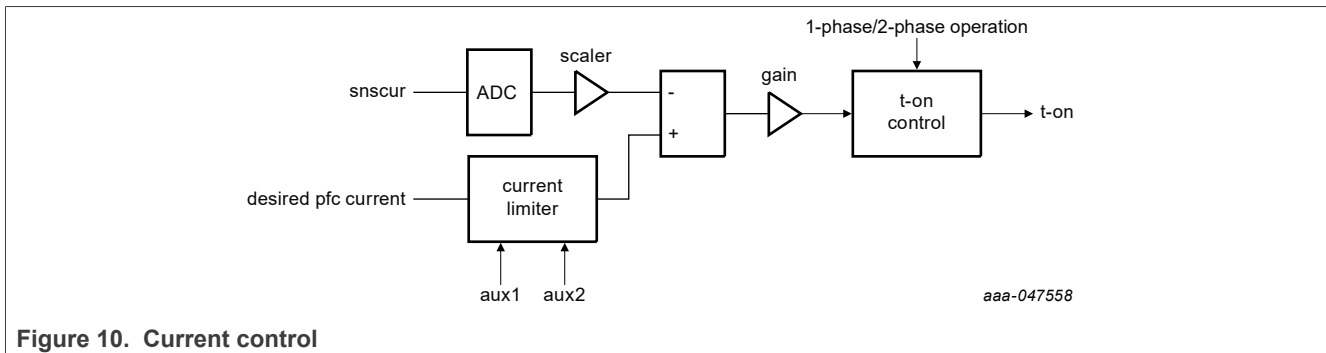 1-phase/2-phase operation
scaler
gain
snscur
ADC
-
+
t-on
control
t-on
desired pfc current
current
limiter
aux1
aux2
aaa-047558
Figure 10. Current control